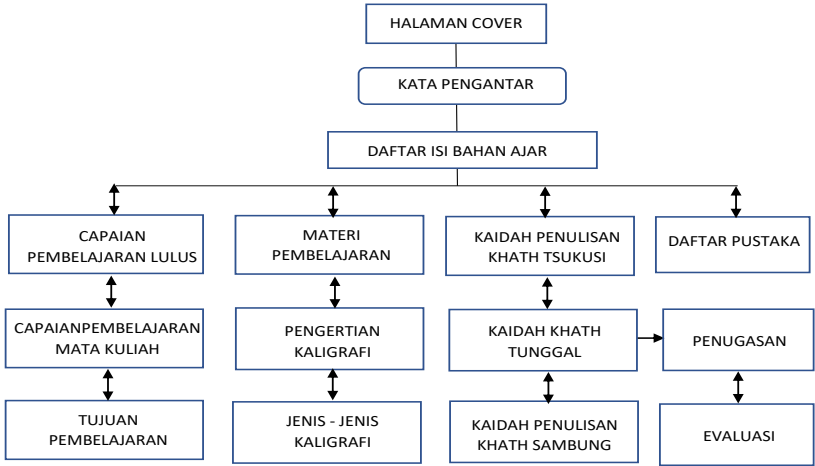 HALAMAN COVER
KATA PENGANTAR
DAFTAR ISI BAHAN AJAR
CAPAIAN
PEMBELAJARAN LULUS
MATERI
PEMBELAJARAN
KAIDAH PENULISAN
KHATH TSUKUSI
DAFTAR PUSTAKA
CAPAIANPEMBELAJARAN
MATA KULIAH
PENGERTIAN
KALIGRAFI
KAIDAH KHATH
TUNGGAL
PENUGASAN
TUJUAN
PEMBELAJARAN
JENIS - JENIS
KALIGRAFI
KAIDAH PENULISAN
KHATH SAMBUNG
EVALUASI